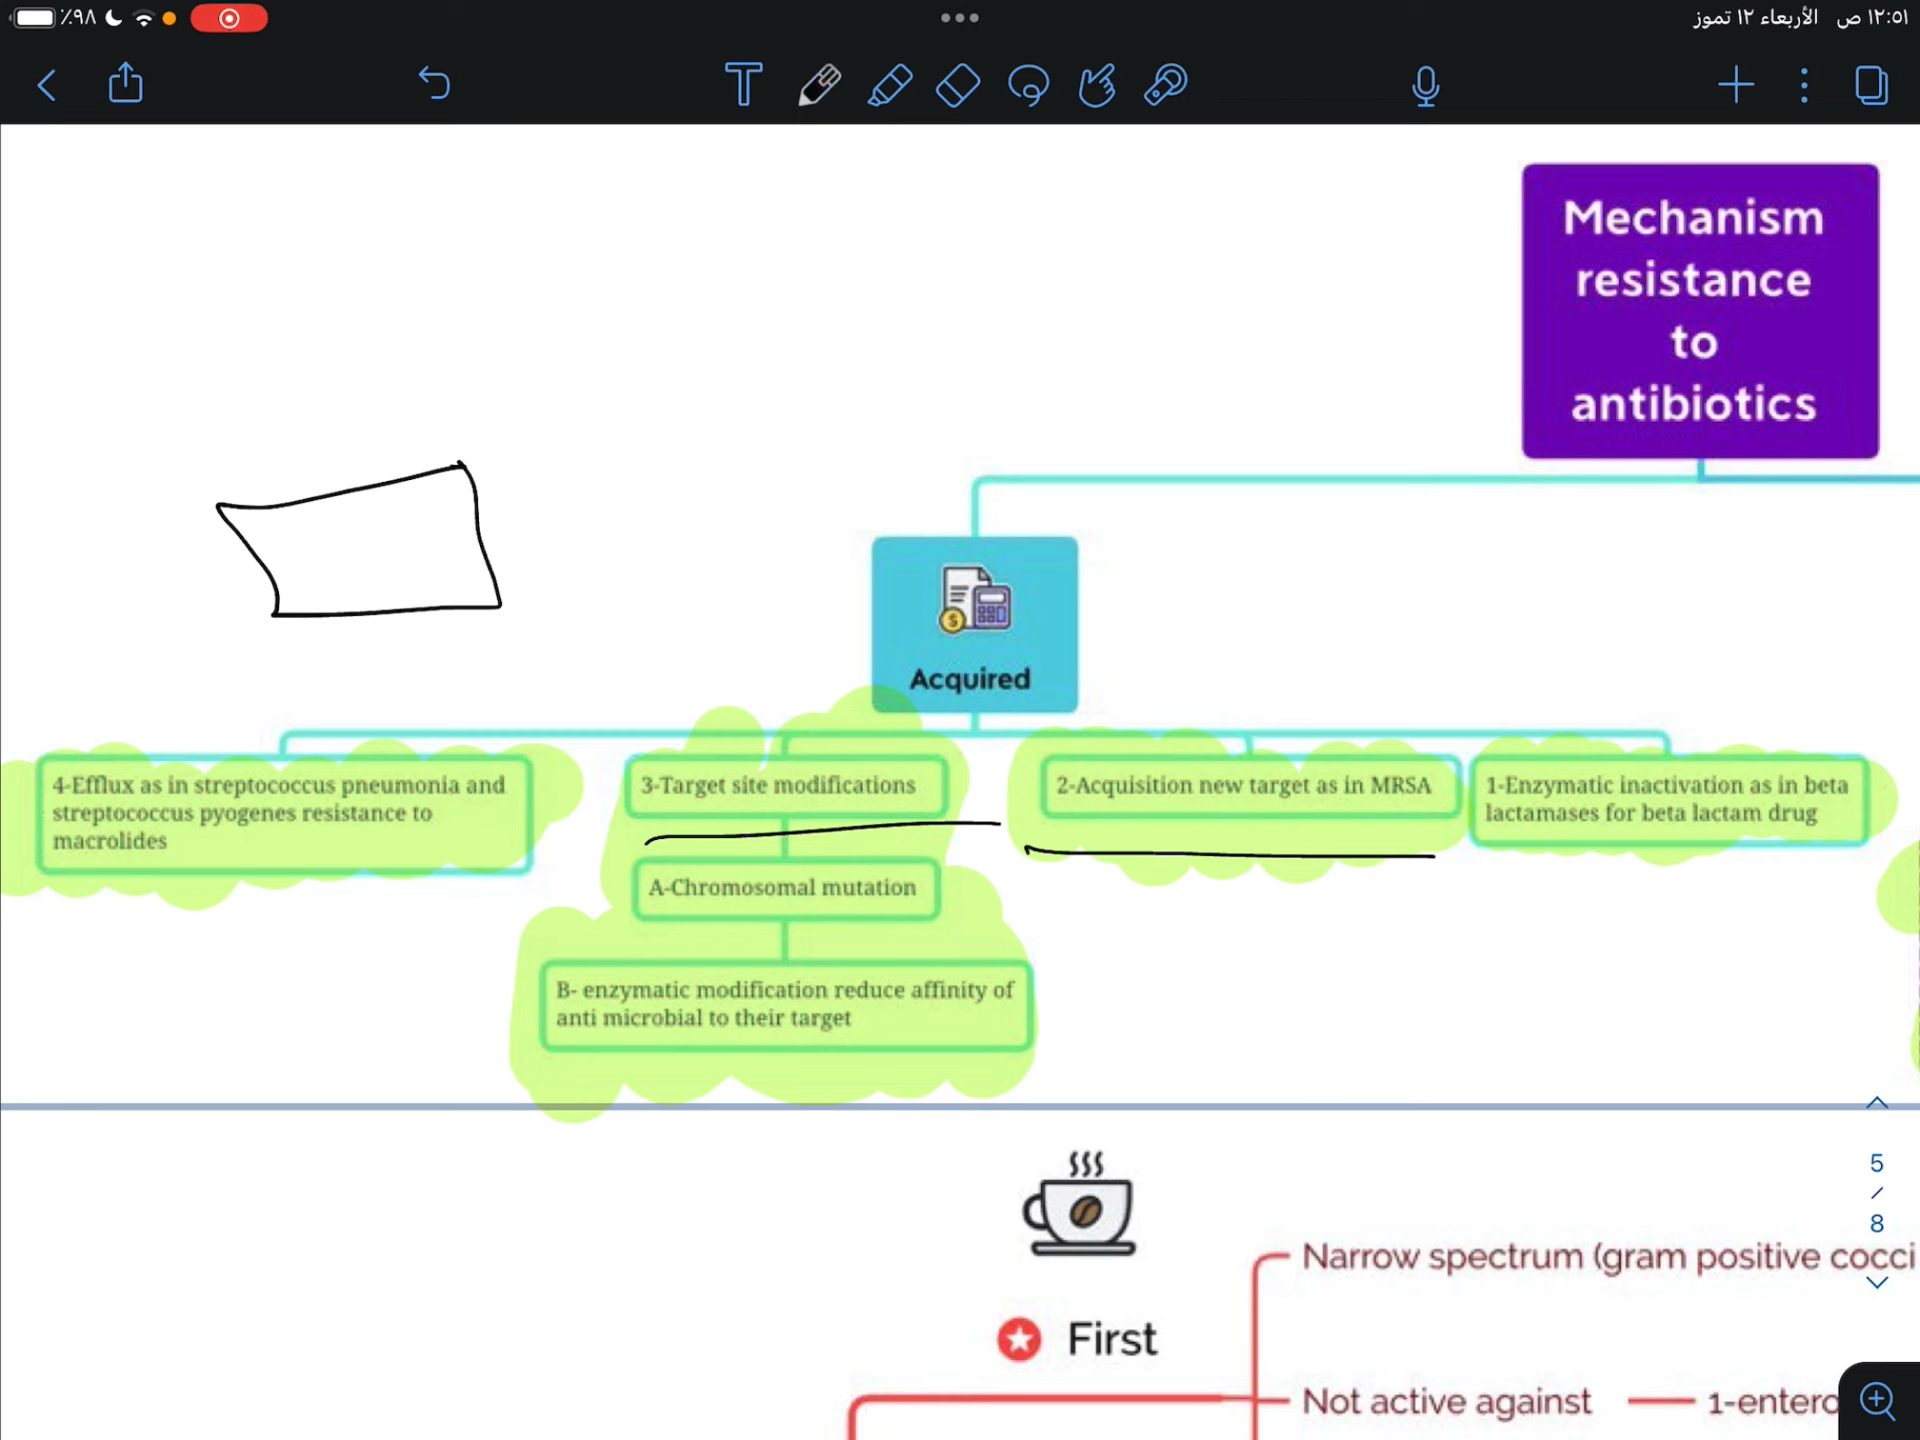 ٪٩٨
الأربعاء ١٢ تموز ١٢:٥١ ص
Mechanism
resistance
to
antibiotics
Acquired
4-Efflux as in streptococcus pneumonia and
streptococcus pyogenes resistance to
macrolides
3-Target site modifications
A-Chromosomal mutation
B- enzymatic modification reduce affinity of
anti microbial to their target
2-Acquisition new target as in MRSA
1-Enzymatic inactivation as in beta
lactamases for beta lactam drug
5
/
8
Narrow spectrum (gram positive cocci
First
Not active against
1-entero